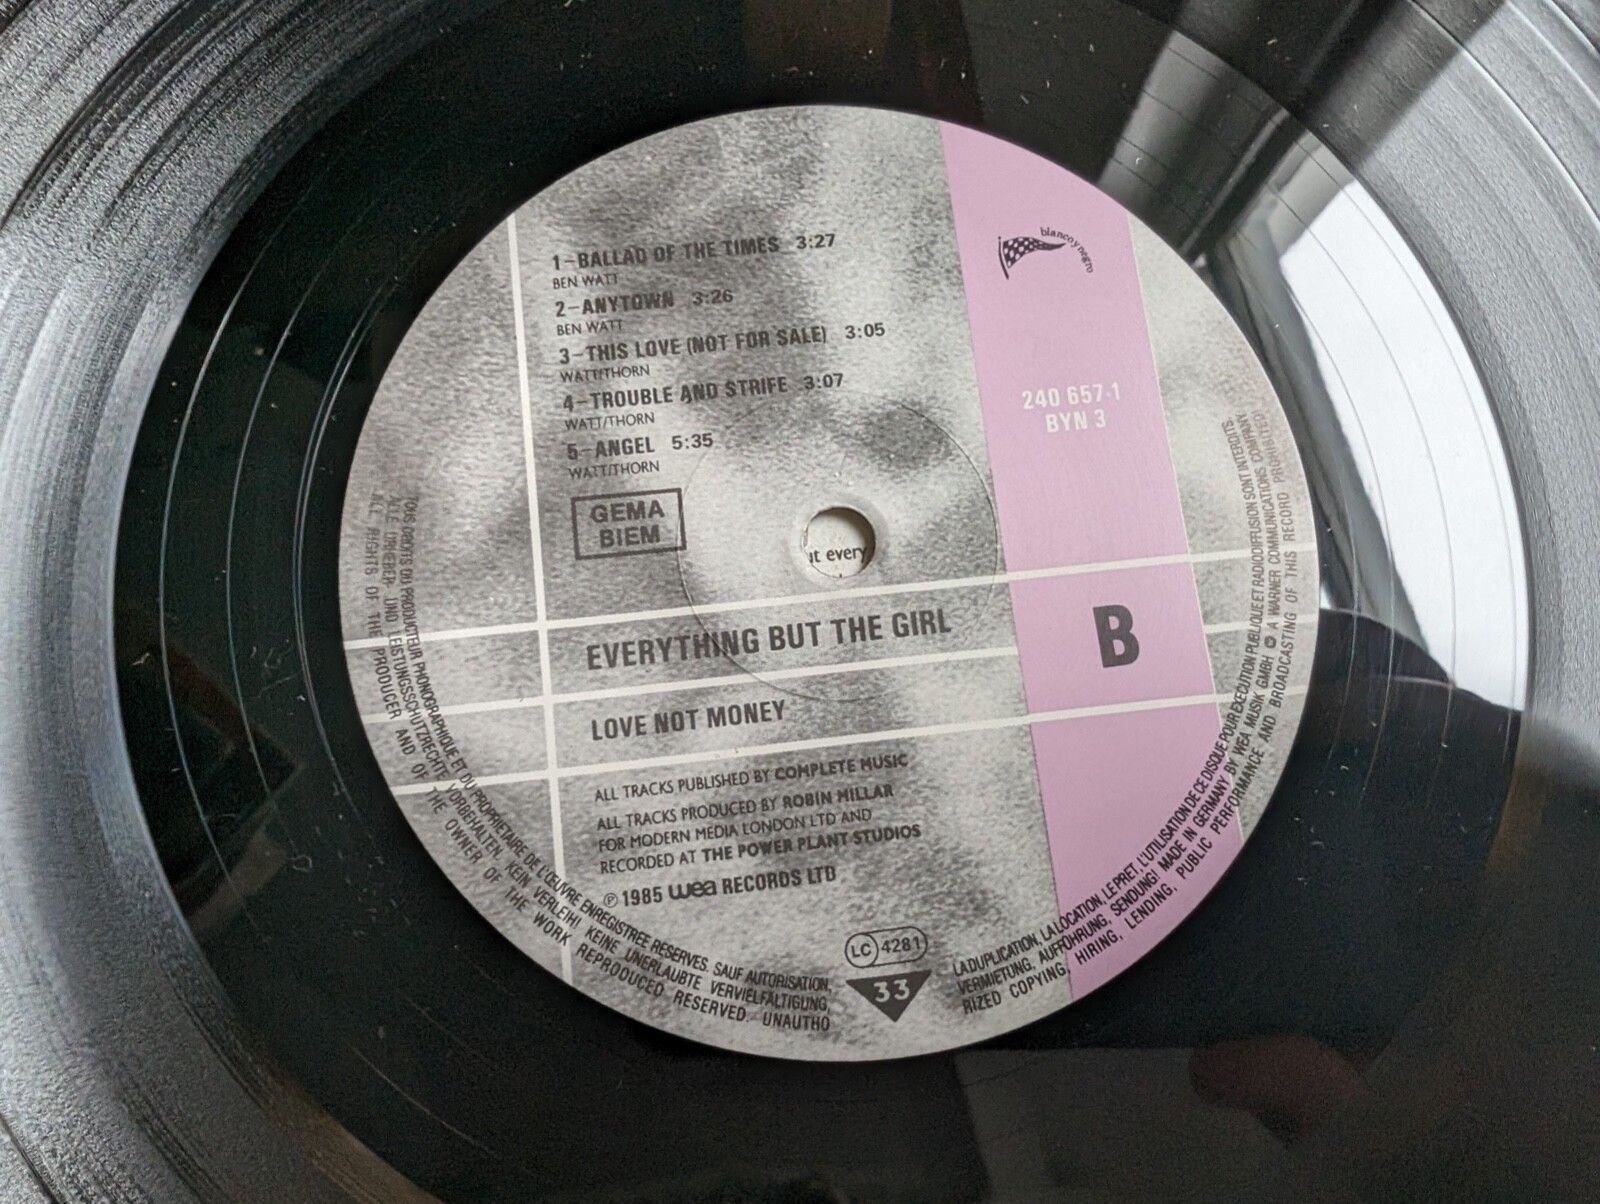 1-BALLAD OF THE TIMES 3:27
BEN WATT
2-ANYTOWN 3:26
BEN WATT
3-THIS LOVE (NOT FOR SALE) 3:05
WATT/THORN
4-TROUBLE AND STRIFE 3:07
WATT/THORN
5-ANGEL 5:35
WATT/THORN
GEMA
BIEM
blanco y negro
240 657-1
BYN 3
ut every
EVERYTHING BUT THE GIRL
B
LOVE NOT MONEY
ALL TRACKS PUBLISHED BY COMPLETE MUSIC
ALL TRACKS PRODUCED BY ROBIN MILLAR
FOR MODERN MEDIA LONDON LTD AND
RECORDED AT THE POWER PLANT STUDIOS
℗ 1985 wea RECORDS LTD
LC 4281
33
TOUS DROITS DU PRODUCTEUR PHONOGRAPHIQUE ET DU PROPRIETAIRE DE L'ŒUVRE ENREGISTREE RESERVES. SAUF AUTORISATION, LA DUPLICATION, LA LOCATION, LE PRET, L'UTILISATION DE CE DISQUE POUR EXECUTION PUBLIQUE ET RADIODIFFUSION SONT INTERDITS.
ALLE URHEBER- UND LEISTUNGSSCHUTZRECHTE VORBEHALTEN. KEIN VERLEIH! KEINE UNERLAUBTE VERVIELFÄLTIGUNG, VERMIETUNG, AUFFÜHRUNG, SENDUNG! MADE IN GERMANY BY WEA MUSIK GMBH A WARNER COMMUNICATIONS COMPANY
ALL RIGHTS OF THE PRODUCER AND OF THE OWNER OF THE WORK REPRODUCED RESERVED. UNAUTHORIZED COPYING, HIRING, LENDING, PUBLIC PERFORMANCE AND BROADCASTING OF THIS RECORD PROHIBITED!